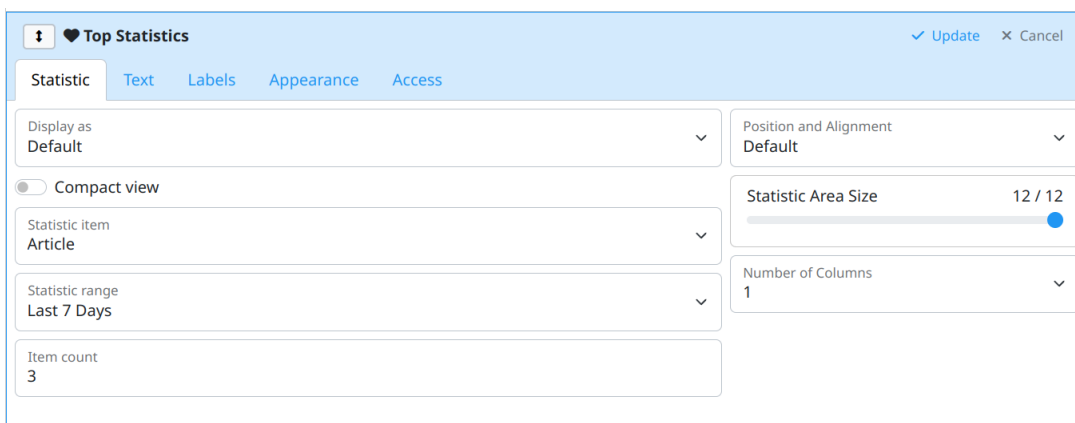 Top Statistics
Update
Cancel
Statistic
Text
Labels
Appearance
Access
Display as
Default
Compact view
Statistic item
Article
Statistic range
Last 7 Days
Item count
3
Position and Alignment
Default
Statistic Area Size
12 / 12
Number of Columns
1